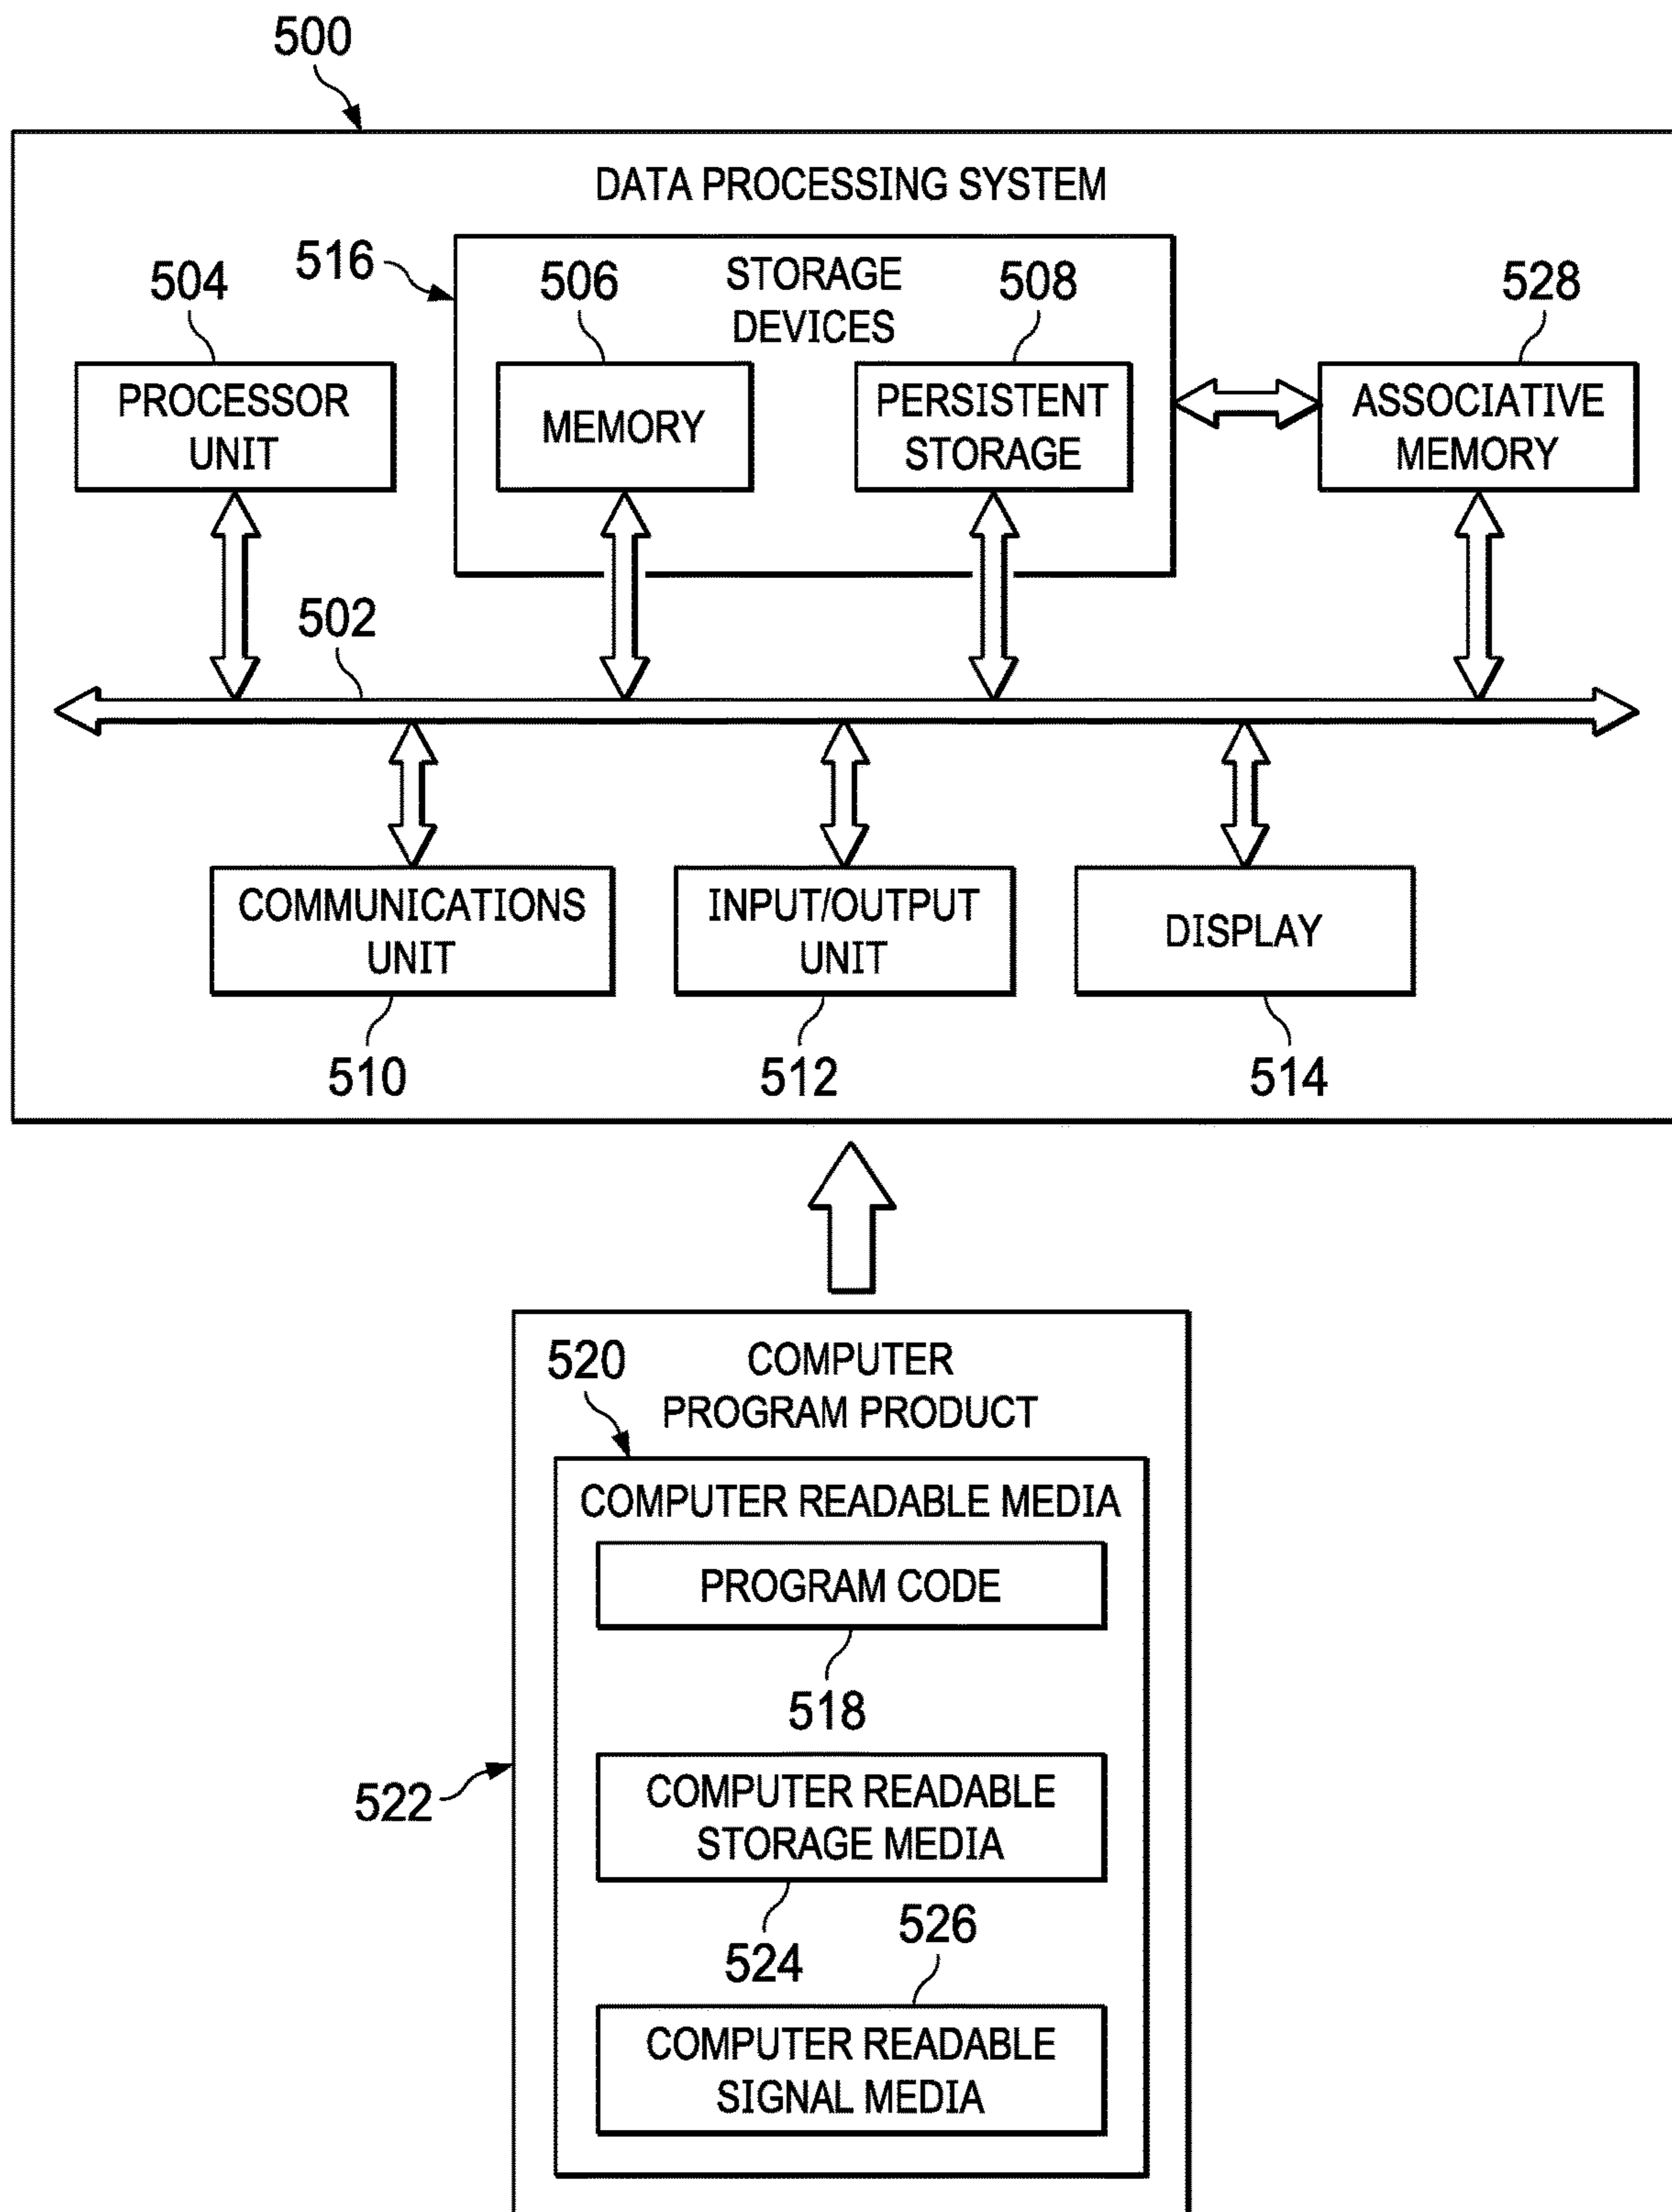 500
DATA PROCESSING SYSTEM
516
STORAGE
DEVICES
504
506
508
528
PROCESSOR
UNIT
MEMORY
PERSISTENT
STORAGE
ASSOCIATIVE
MEMORY
502
COMMUNICATIONS
UNIT
INPUT/OUTPUT
UNIT
DISPLAY
510
512
514
520
COMPUTER
PROGRAM PRODUCT
COMPUTER READABLE MEDIA
PROGRAM CODE
518
522
COMPUTER READABLE
STORAGE MEDIA
524
526
COMPUTER READABLE
SIGNAL MEDIA